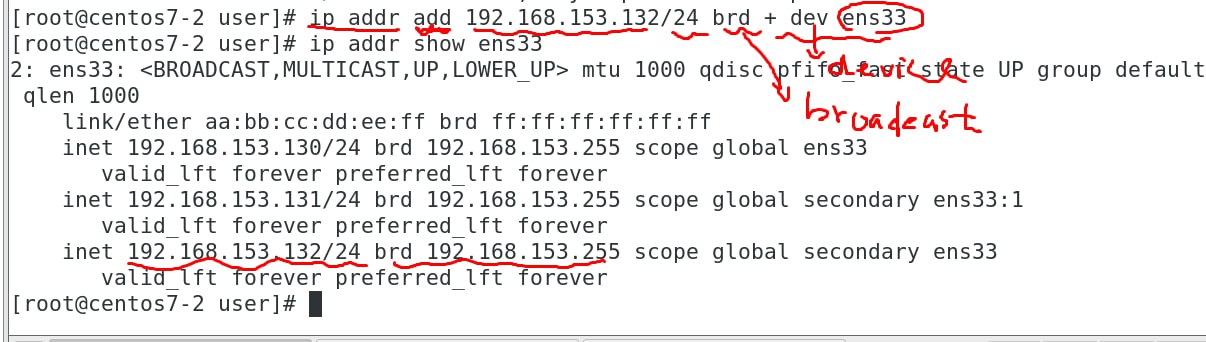 [root@centos7-2 user]# ip addr add 192.168.153.132/24 brd + dev ens33
[root@centos7-2 user]# ip addr show ens33
2: ens33: <BROADCAST,MULTICAST,UP,LOWER_UP> mtu 1000 qdisc pfifo_fast state UP group default
qlen 1000
device
broadcast
link/ether aa:bb:cc:dd:ee:ff brd ff:ff:ff:ff:ff:ff
inet 192.168.153.130/24 brd 192.168.153.255 scope global ens33
valid_lft forever preferred_lft forever
inet 192.168.153.131/24 brd 192.168.153.255 scope global secondary ens33:1
valid_lft forever preferred_lft forever
inet 192.168.153.132/24 brd 192.168.153.255 scope global secondary ens33
valid_lft forever preferred_lft forever
[root@centos7-2 user]#